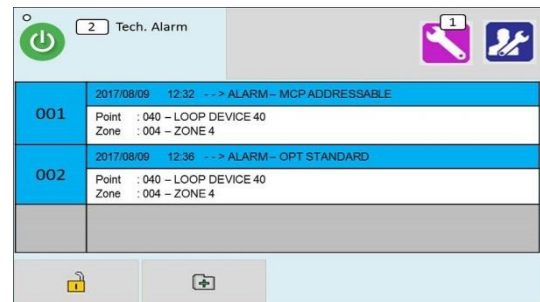 2 Tech. Alarm
1
001
2017/08/09 12:32 --> ALARM – MCP ADDRESSABLE
Point : 040 – LOOP DEVICE 40
Zone : 004 – ZONE 4
002
2017/08/09 12:36 --> ALARM – OPT STANDARD
Point : 040 – LOOP DEVICE 40
Zone : 004 – ZONE 4